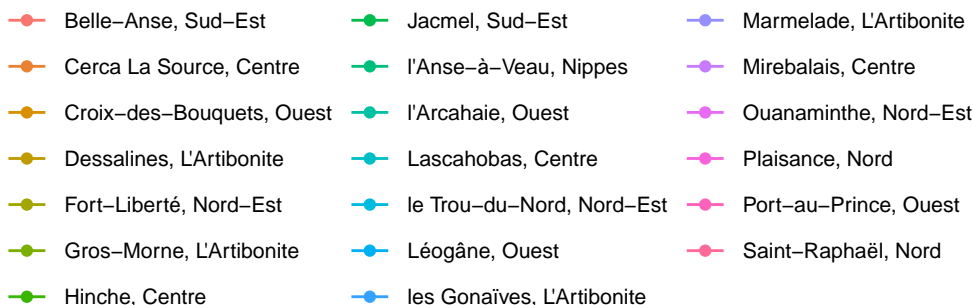 Belle−Anse, Sud−Est
Cerca La Source, Centre
Croix−des−Bouquets, Ouest
Dessalines, L'Artibonite
Fort−Liberté, Nord−Est
Gros−Morne, L'Artibonite
Hinche, Centre
Jacmel, Sud−Est
l'Anse−à−Veau, Nippes
l'Arcahaie, Ouest
Lascahobas, Centre
le Trou−du−Nord, Nord−Est
Léogâne, Ouest
les Gonaïves, L'Artibonite
Marmelade, L'Artibonite
Mirebalais, Centre
Ouanaminthe, Nord−Est
Plaisance, Nord
Port−au−Prince, Ouest
Saint−Raphaël, Nord